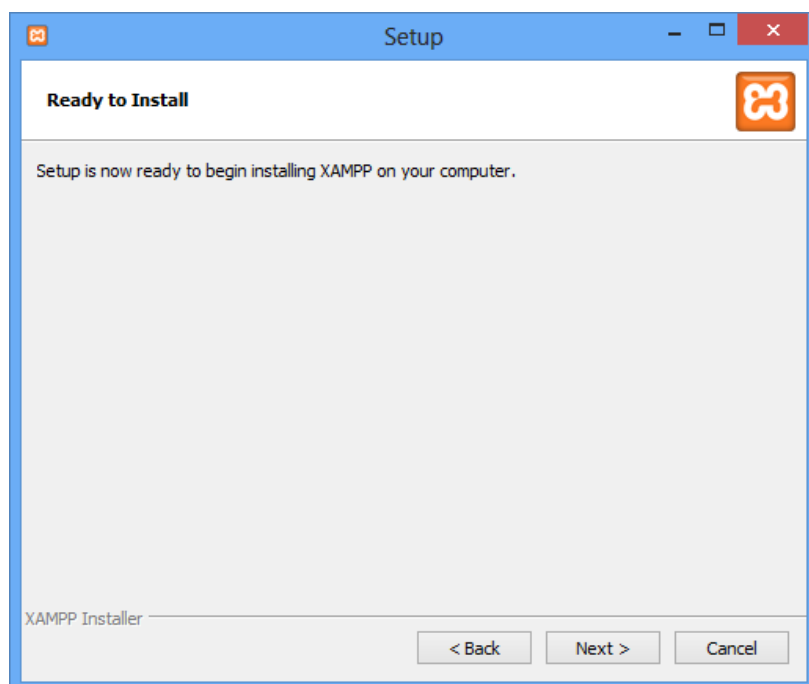 Setup
Ready to Install
Setup is now ready to begin installing XAMPP on your computer.
XAMPP Installer
< Back
Next >
Cancel